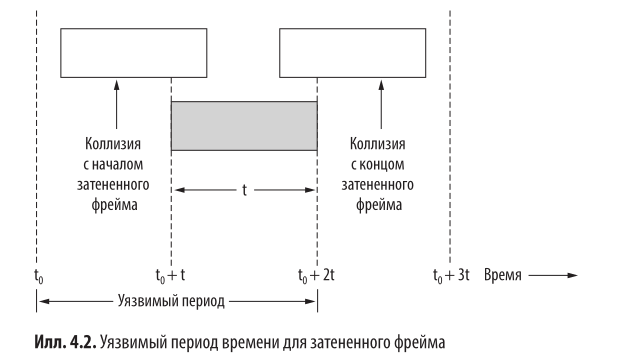 Коллизия
с началом
затененного
фрейма
Коллизия
с концом
затененного
фрейма
t
t₀
t₀ + t
t₀ + 2t
t₀ + 3t
Время
Уязвимый период
Илл. 4.2. Уязвимый период времени для затененного фрейма